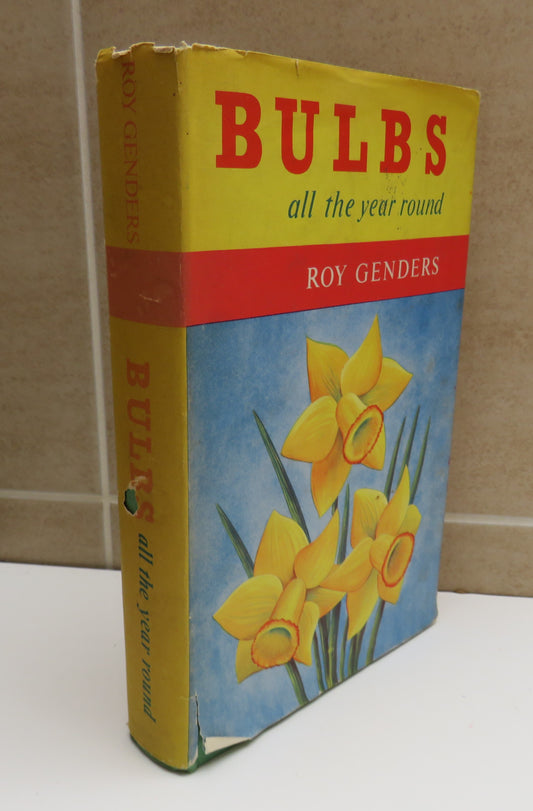 BULBS
all the year round
ROY GENDERS
ROY GENDERS
BULBS all the year round